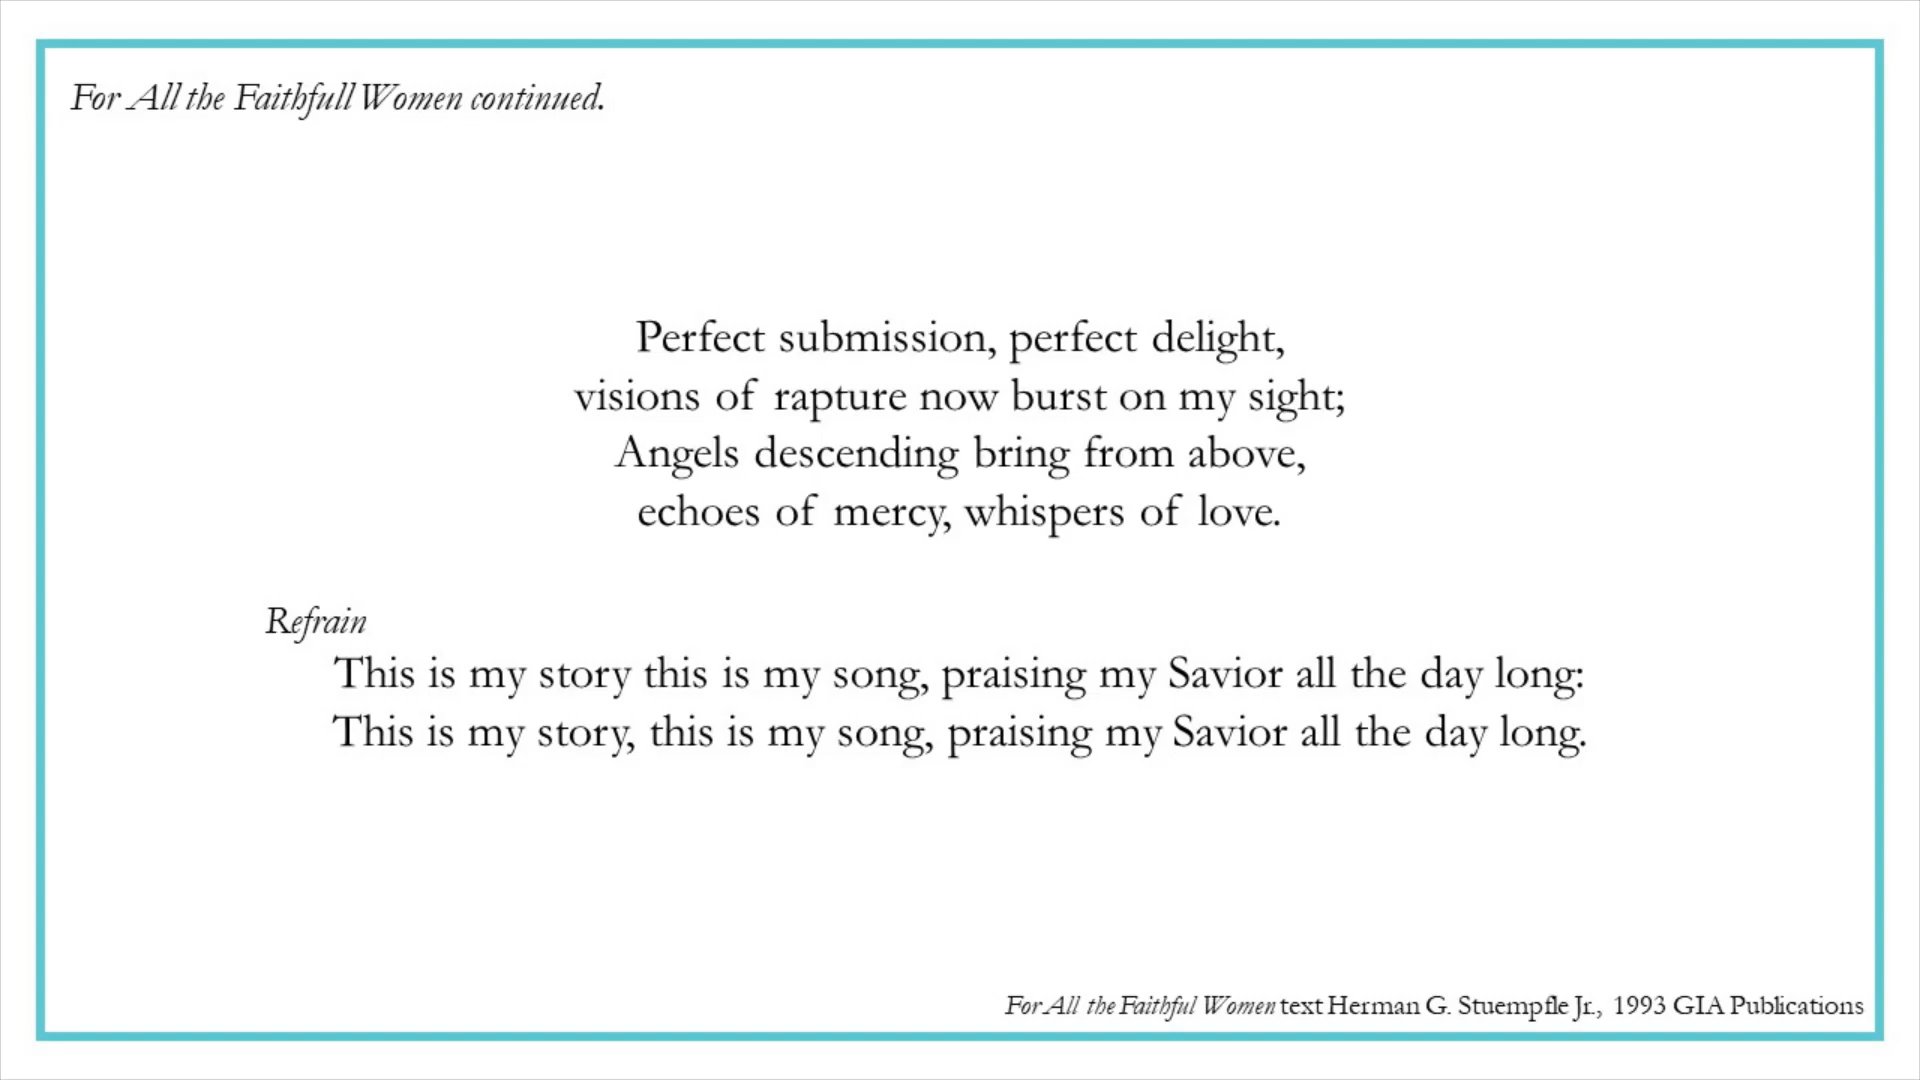 For All the Faithfull Women continued.
Perfect submission, perfect delight,
visions of rapture now burst on my sight;
Angels descending bring from above,
echoes of mercy, whispers of love.
Refrain
This is my story this is my song, praising my Savior all the day long:
This is my story, this is my song, praising my Savior all the day long.
For All the Faithful Women text Herman G. Stuempfle Jr., 1993 GIA Publications